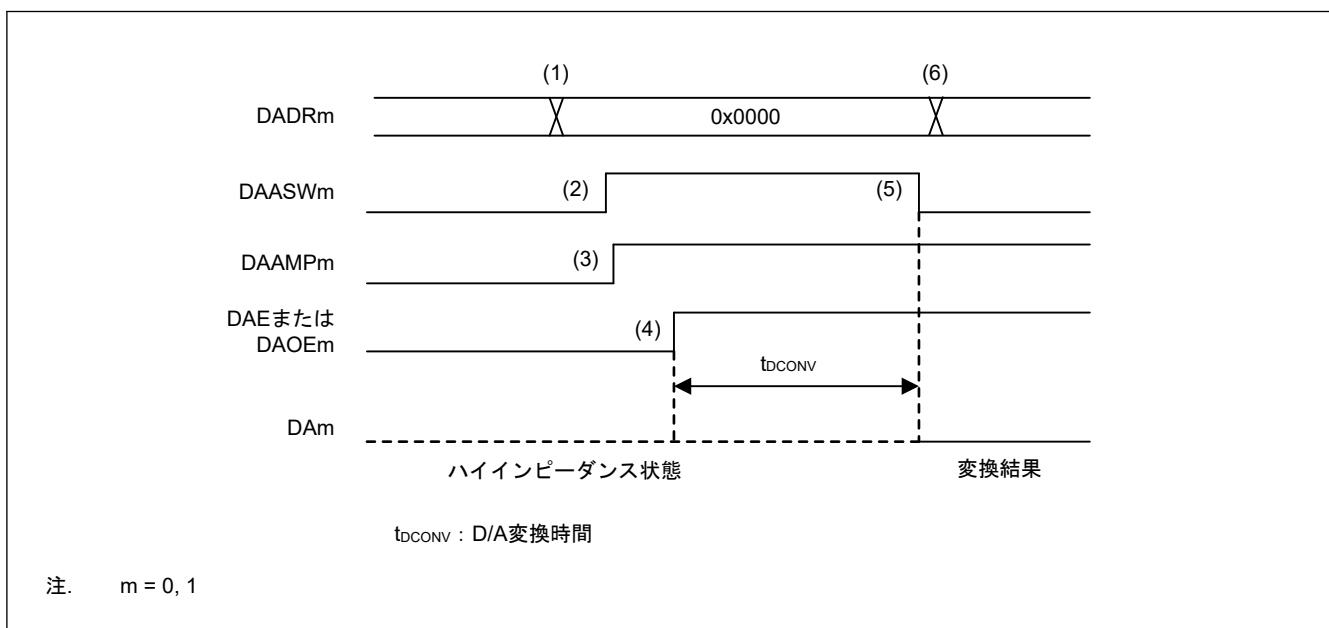 (1) (6)
DADRm 0x0000
DAASWm (2) (5)
DAAMPm (3)
DAEまたは
DAOEm (4)
tDCONV
DAm
ハイインピーダンス状態 変換結果
tDCONV：D/A変換時間
注. m = 0, 1